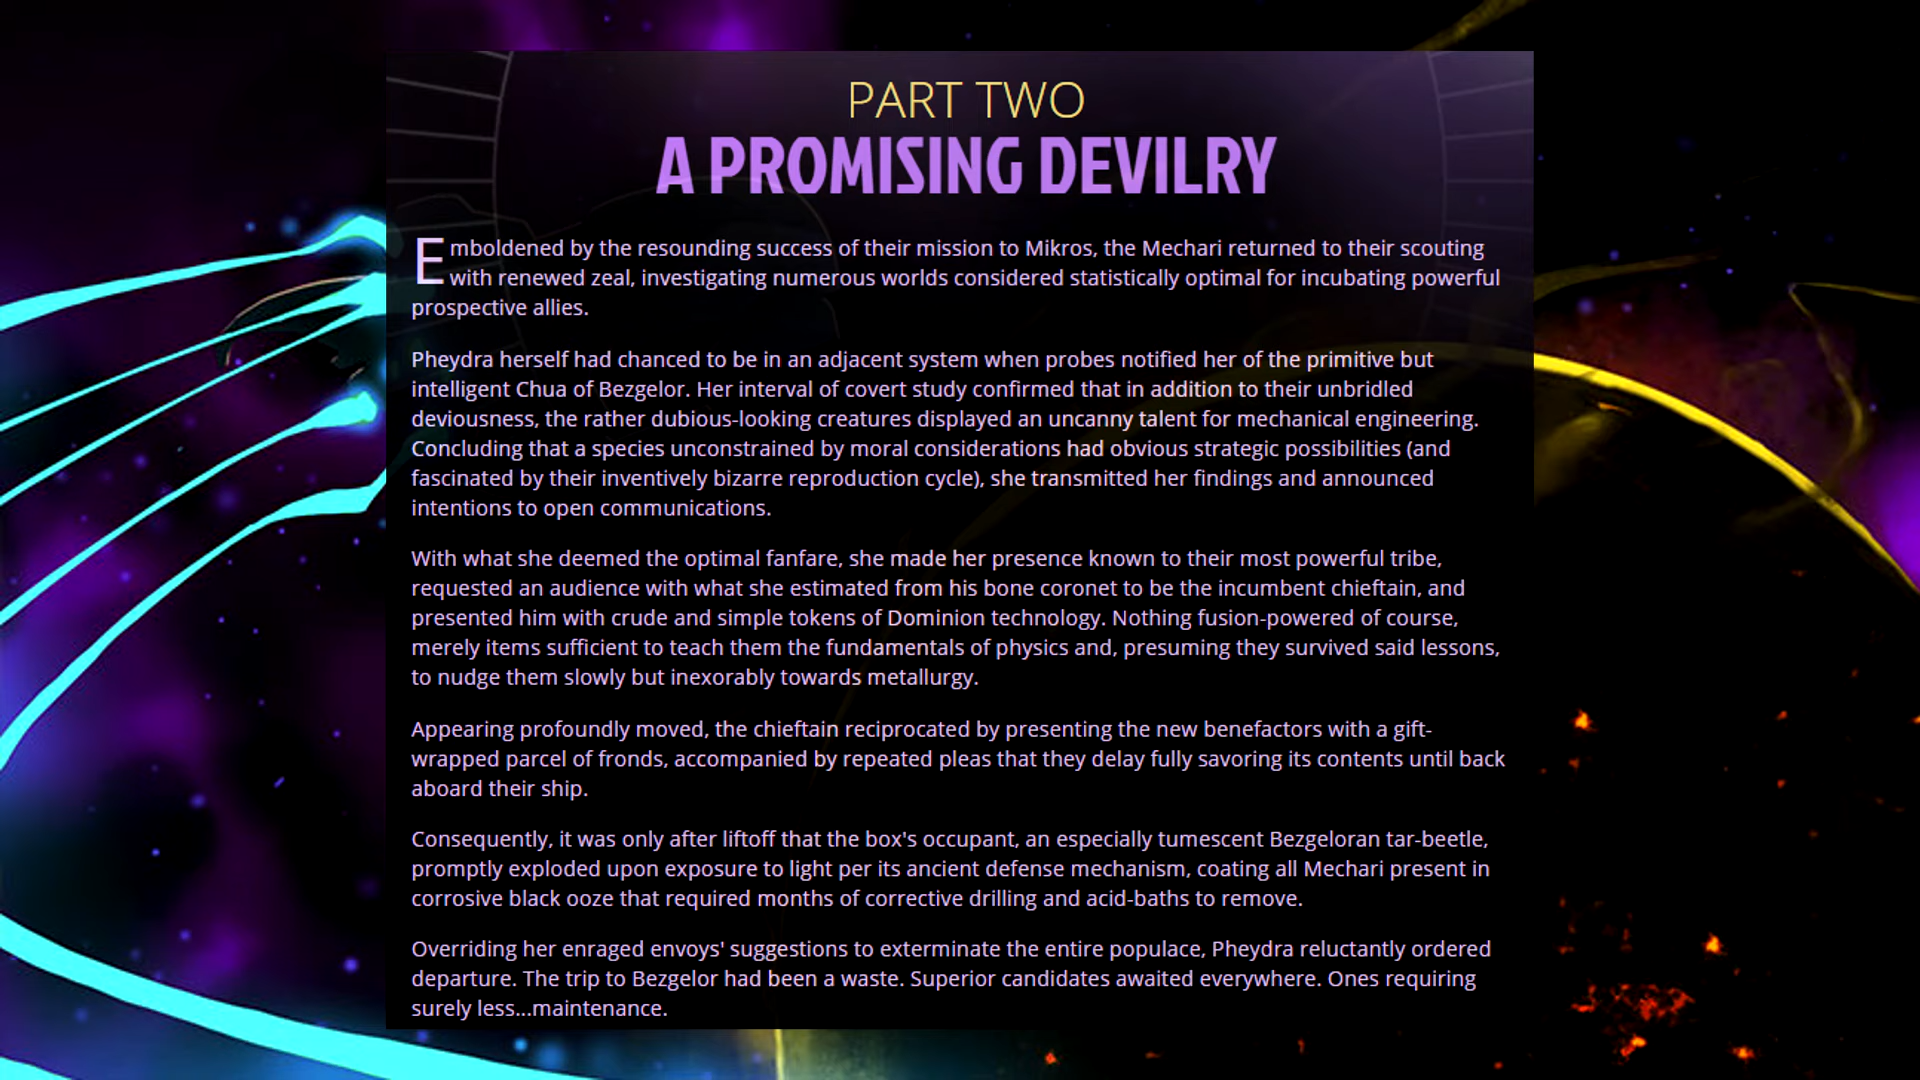 PART TWO
A PROMISING DEVILRY
Emboldened by the resounding success of their mission to Mikros, the Mechari returned to their scouting
with renewed zeal, investigating numerous worlds considered statistically optimal for incubating powerful
prospective allies.
Pheydra herself had chanced to be in an adjacent system when probes notified her of the primitive but
intelligent Chua of Bezgelor. Her interval of covert study confirmed that in addition to their unbridled
deviousness, the rather dubious-looking creatures displayed an uncanny talent for mechanical engineering.
Concluding that a species unconstrained by moral considerations had obvious strategic possibilities (and
fascinated by their inventively bizarre reproduction cycle), she transmitted her findings and announced
intentions to open communications.
With what she deemed the optimal fanfare, she made her presence known to their most powerful tribe,
requested an audience with what she estimated from his bone coronet to be the incumbent chieftain, and
presented him with crude and simple tokens of Dominion technology. Nothing fusion-powered of course,
merely items sufficient to teach them the fundamentals of physics and, presuming they survived said lessons,
to nudge them slowly but inexorably towards metallurgy.
Appearing profoundly moved, the chieftain reciprocated by presenting the new benefactors with a gift-
wrapped parcel of fronds, accompanied by repeated pleas that they delay fully savoring its contents until back
aboard their ship.
Consequently, it was only after liftoff that the box's occupant, an especially tumescent Bezgeloran tar-beetle,
promptly exploded upon exposure to light per its ancient defense mechanism, coating all Mechari present in
corrosive black ooze that required months of corrective drilling and acid-baths to remove.
Overriding her enraged envoys' suggestions to exterminate the entire populace, Pheydra reluctantly ordered
departure. The trip to Bezgelor had been a waste. Superior candidates awaited everywhere. Ones requiring
surely less...maintenance.